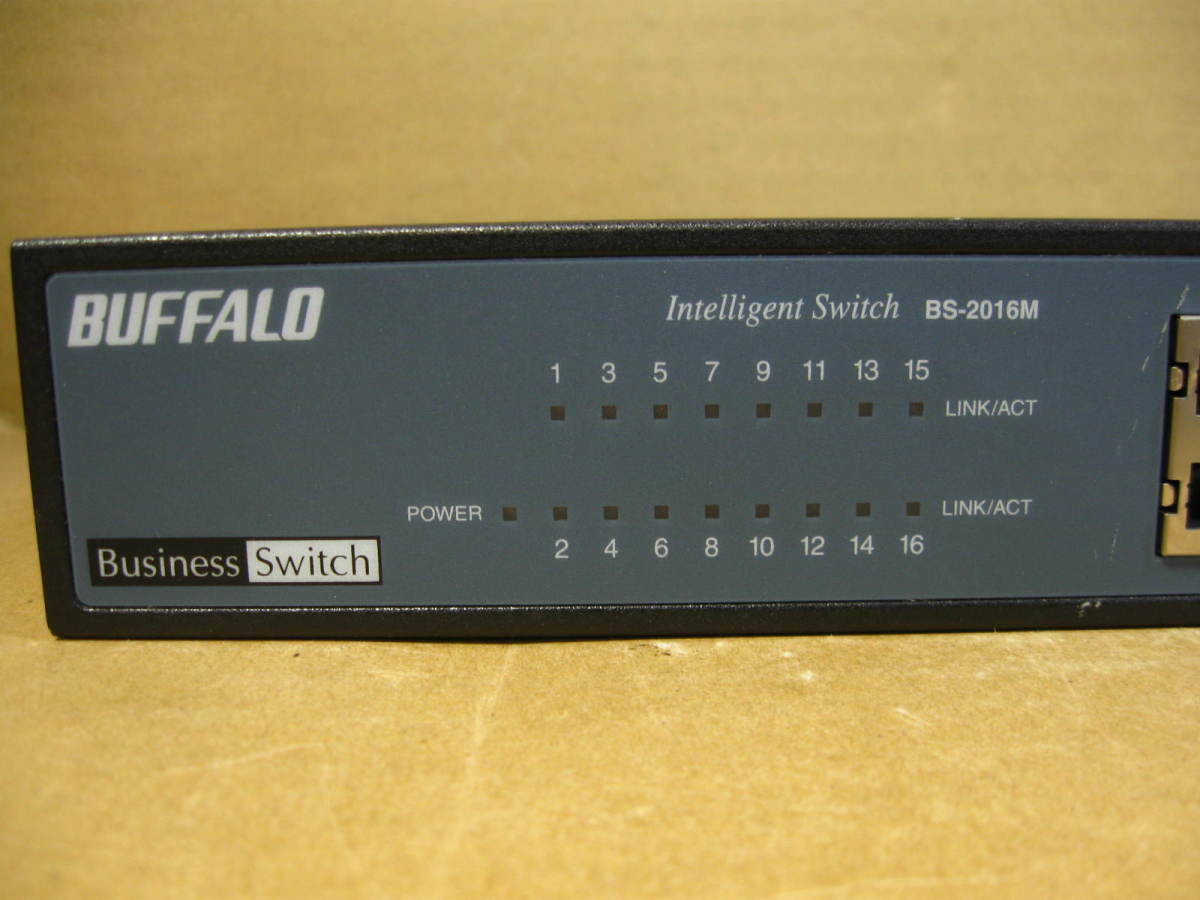 BUFFALO
Intelligent Switch BS-2016M
1 3 5 7 9 11 13 15
LINK/ACT
POWER
LINK/ACT
2 4 6 8 10 12 14 16
Business Switch